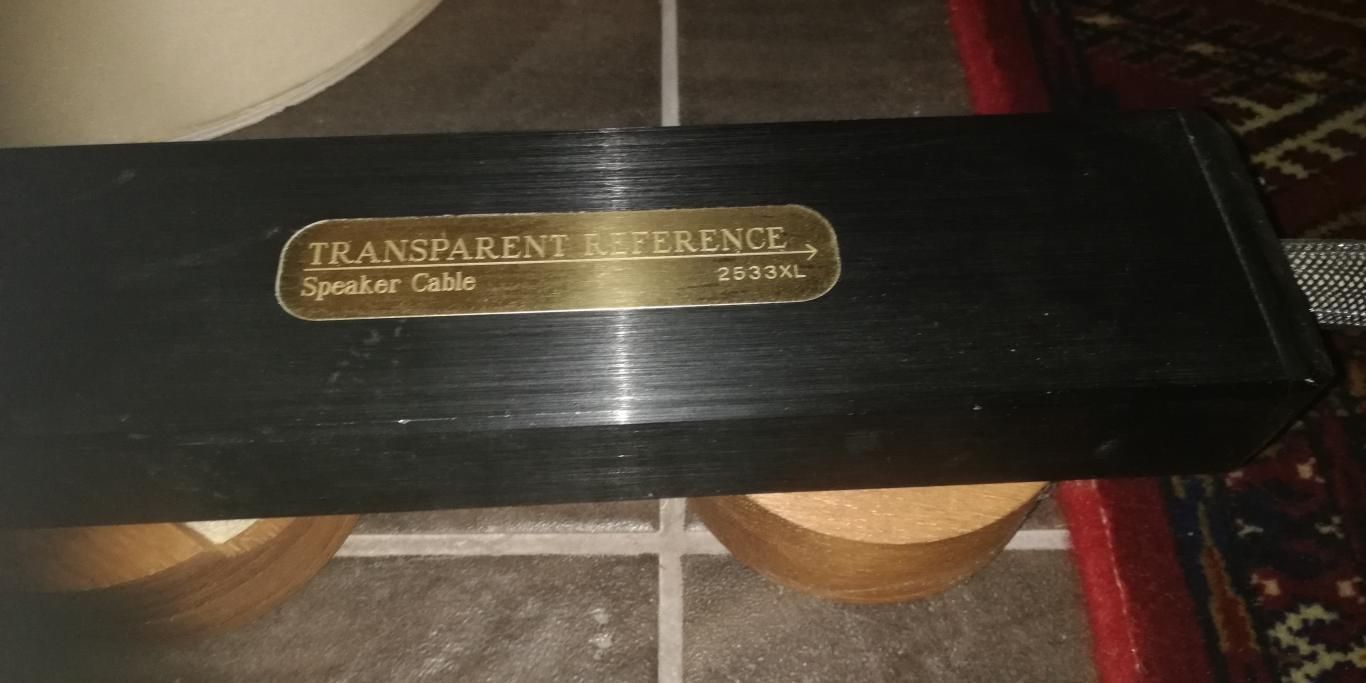 TRANSPARENT REFERENCE
Speaker Cable
2533XL